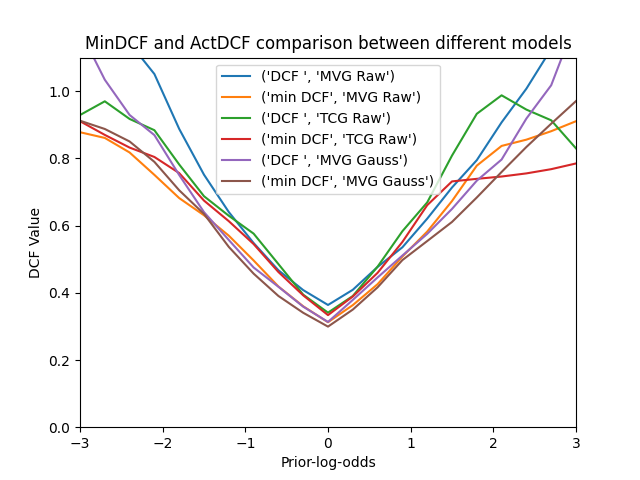 MinDCF and ActDCF comparison between different models
('DCF ', 'MVG Raw')
('min DCF', 'MVG Raw')
('DCF ', 'TCG Raw')
('min DCF', 'TCG Raw')
('DCF ', 'MVG Gauss')
('min DCF', 'MVG Gauss')
DCF Value
1.0
0.8
0.6
0.4
0.2
0.0
−3 −2 −1 0 1 2 3
Prior-log-odds